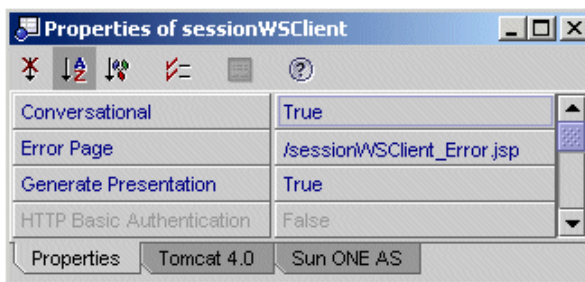 Properties of sessionWSClient
Conversational True
Error Page /sessionWSClient_Error.jsp
Generate Presentation True
HTTP Basic Authentication False
Properties Tomcat 4.0 Sun ONE AS